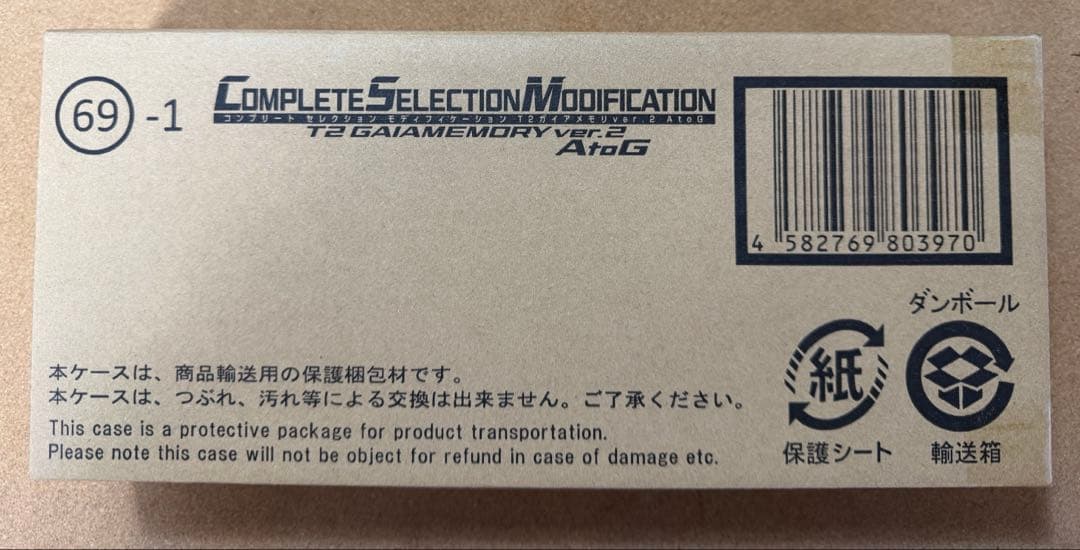 69 -1
COMPLETE SELECTION MODIFICATION
コンプリート セレクション モディフィケーション T2ガイアメモリver.2 AtoG
T2 GAIAMEMORY ver.2
AtoG
4 582769 803970
ダンボール
紙
保護シート
輸送箱
本ケースは、商品輸送用の保護梱包材です。
本ケースは、つぶれ、汚れ等による交換は出来ません。ご了承ください。
This case is a protective package for product transportation.
Please note this case will not be object for refund in case of damage etc.